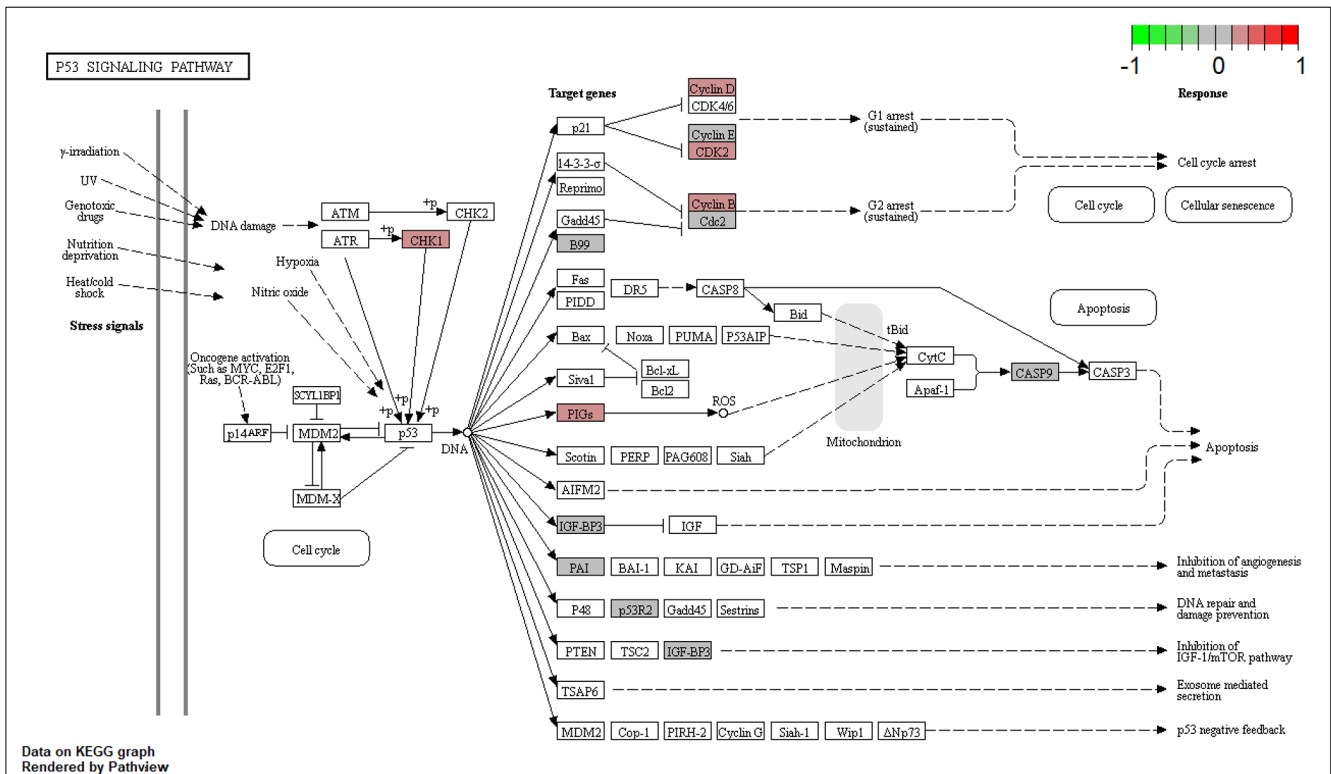 P53 SIGNALING PATHWAY
-1 0 1
Response
Target genes
Cyclin D
CDK4/6
p21
Cyclin E
CDK2
G1 arrest
(sustained)
14-3-3-σ
Reprimo
Cyclin B
Cdc2
Gadd45
B99
G2 arrest
(sustained)
Cell cycle arrest
Cell cycle
Cellular senescence
γ-irradiation
UV
Genotoxic
drugs
Nutrition
deprivation
Heat/cold
shock
Stress signals
DNA damage
ATM
+p
CHK2
ATR
+p
CHK1
Hypoxia
Nitric oxide
Fas
PIDD
DR5
CASP8
Bid
tBid
Apoptosis
Bax
Noxa
PUMA
P53AIP
CytC
Bcl-xL
Bcl2
Siva1
Apaf-1
CASP9
CASP3
PIGs
ROS
Mitochondrion
Oncogene activation
(Such as MYC, E2F1,
Ras, BCR-ABL)
SCYL1BP1
+p
+p
+p
p14ARF
MDM2
p53
DNA
MDM-X
Cell cycle
Scotin
PERP
PAG608
Siah
Apoptosis
AIFM2
IGF-BP3
IGF
PAI
BAI-1
KAI
GD-AiF
TSP1
Maspin
Inhibition of angiogenesis
and metastasis
P48
p53R2
Gadd45
Sestrins
DNA repair and
damage prevention
PTEN
TSC2
IGF-BP3
Inhibition of
IGF-1/mTOR pathway
TSAP6
Exosome mediated
secretion
MDM2
Cop-1
PIRH-2
Cyclin G
Siah-1
Wip1
ΔNp73
p53 negative feedback
Data on KEGG graph
Rendered by Pathview